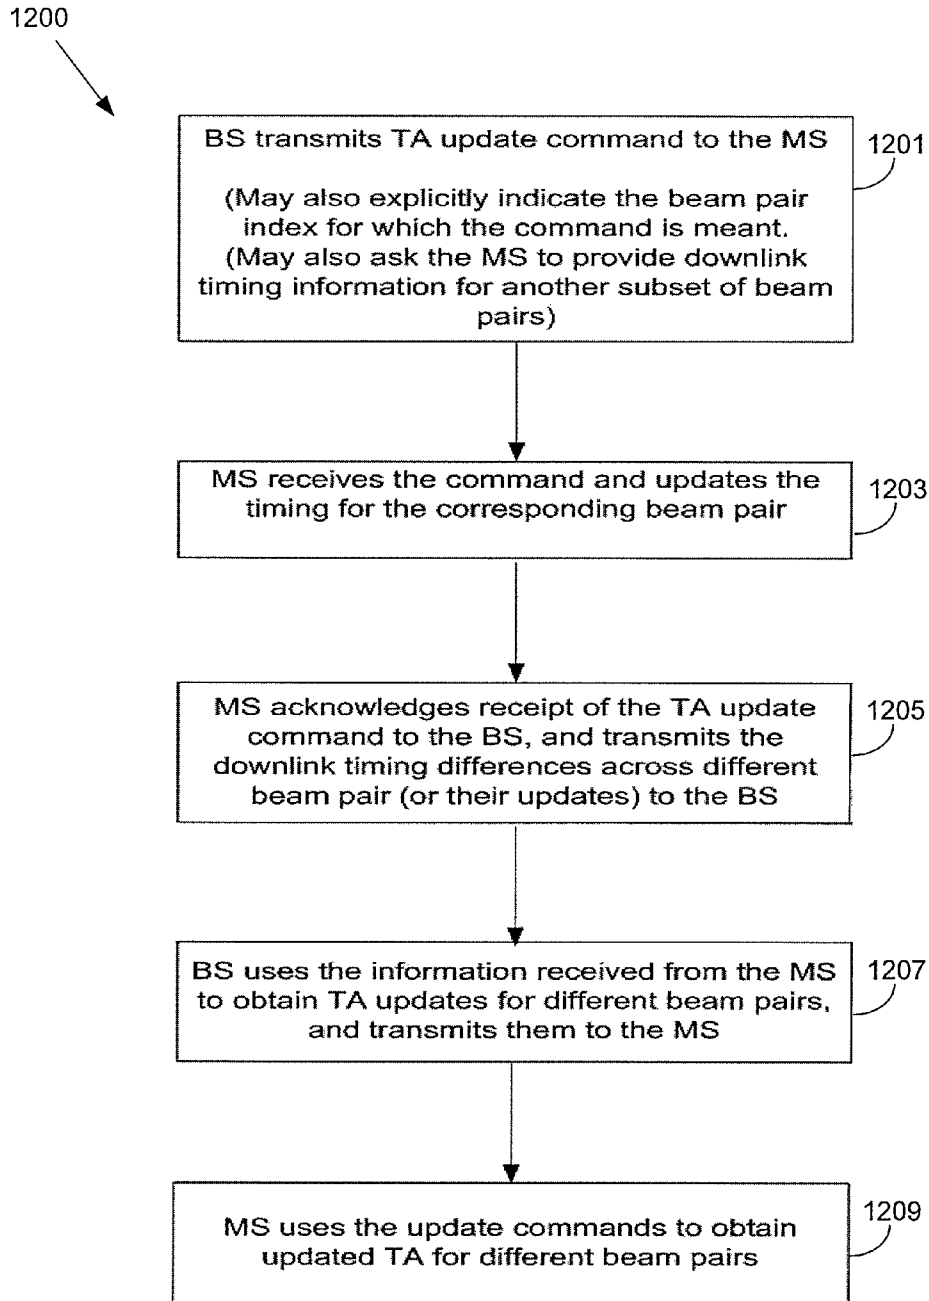 1200
BS transmits TA update command to the MS
1201
(May also explicitly indicate the beam pair
index for which the command is meant.
(May also ask the MS to provide downlink
timing information for another subset of beam
pairs)
MS receives the command and updates the
timing for the corresponding beam pair
1203
MS acknowledges receipt of the TA update
command to the BS, and transmits the
downlink timing differences across different
beam pair (or their updates) to the BS
1205
BS uses the information received from the MS
to obtain TA updates for different beam pairs,
and transmits them to the MS
1207
MS uses the update commands to obtain
updated TA for different beam pairs
1209